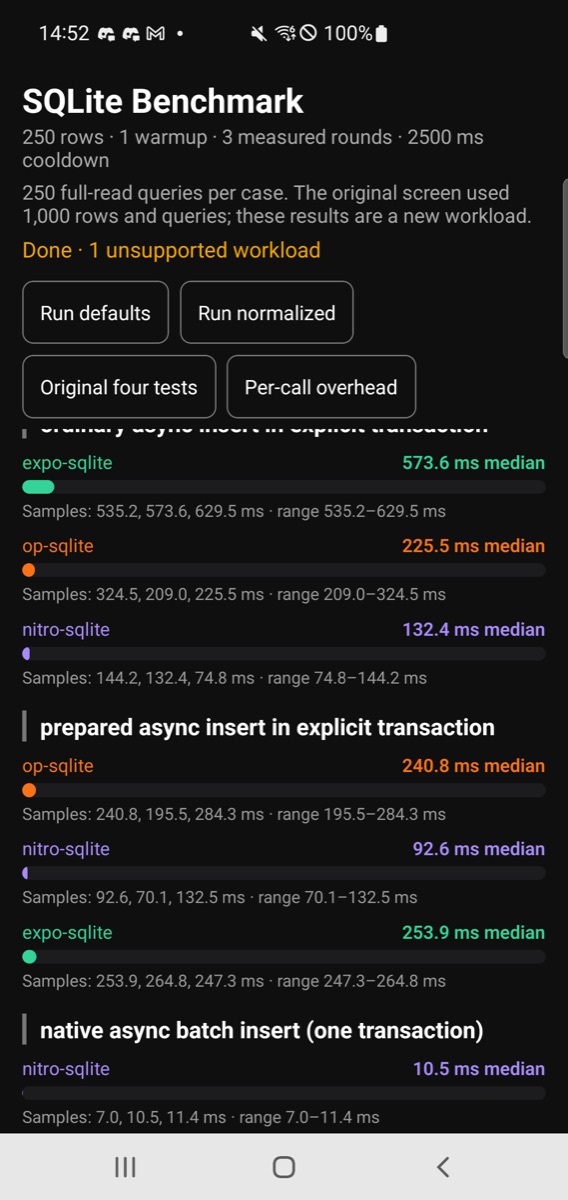 14:52 100%
SQLite Benchmark
250 rows · 1 warmup · 3 measured rounds · 2500 ms
cooldown
250 full-read queries per case. The original screen used
1,000 rows and queries; these results are a new workload.
Done · 1 unsupported workload
Run defaults Run normalized
Original four tests Per-call overhead
ordinary async insert in explicit transaction
expo-sqlite 573.6 ms median
Samples: 535.2, 573.6, 629.5 ms · range 535.2–629.5 ms
op-sqlite 225.5 ms median
Samples: 324.5, 209.0, 225.5 ms · range 209.0–324.5 ms
nitro-sqlite 132.4 ms median
Samples: 144.2, 132.4, 74.8 ms · range 74.8–144.2 ms
prepared async insert in explicit transaction
op-sqlite 240.8 ms median
Samples: 240.8, 195.5, 284.3 ms · range 195.5–284.3 ms
nitro-sqlite 92.6 ms median
Samples: 92.6, 70.1, 132.5 ms · range 70.1–132.5 ms
expo-sqlite 253.9 ms median
Samples: 253.9, 264.8, 247.3 ms · range 247.3–264.8 ms
native async batch insert (one transaction)
nitro-sqlite 10.5 ms median
Samples: 7.0, 10.5, 11.4 ms · range 7.0–11.4 ms